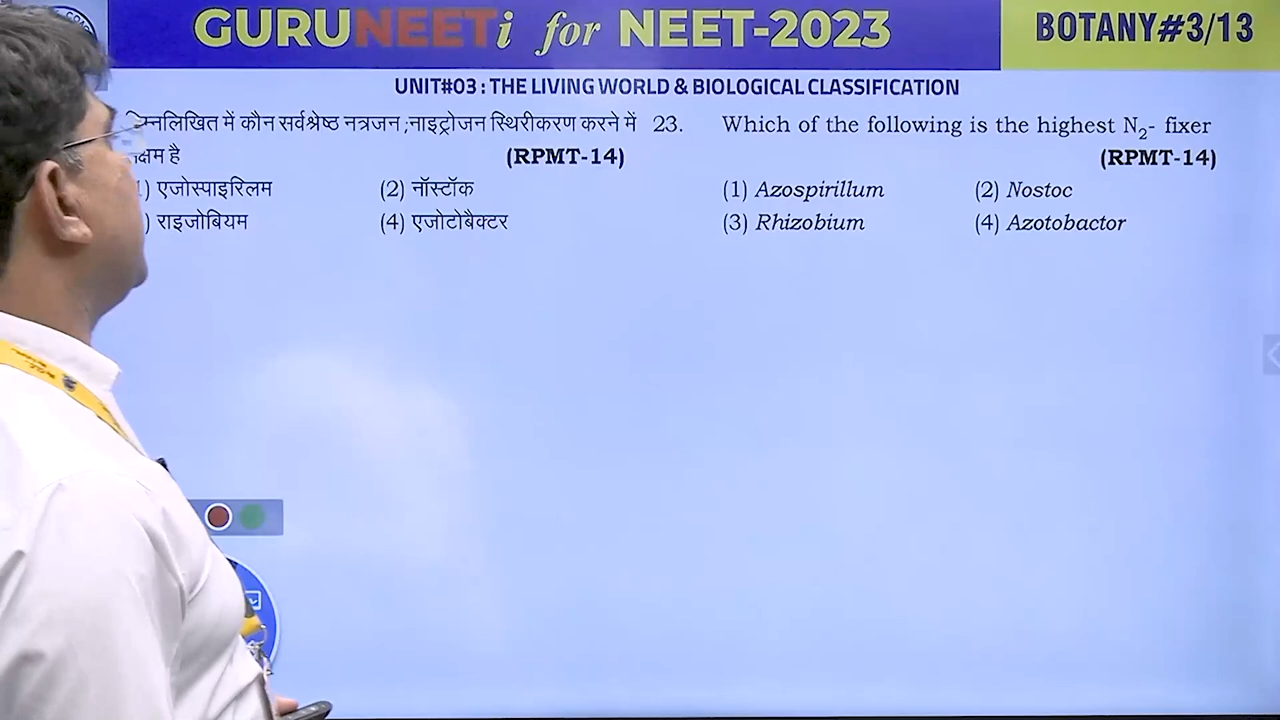 GURUNEETi for NEET-2023
BOTANY#3/13
UNIT#03 : THE LIVING WORLD & BIOLOGICAL CLASSIFICATION
में कौन सर्वश्रेष्ठ नत्रजन ;नाइट्रोजन स्थिरीकरण करने में
है
(RPMT-14)
) एजोस्पाइरिलम
(2) नॉस्टॉक
) राइजोबियम
(4) एजोटोबैक्टर
23. Which of the following is the highest N₂- fixer
(RPMT-14)
(1) Azospirillum
(2) Nostoc
(3) Rhizobium
(4) Azotobactor